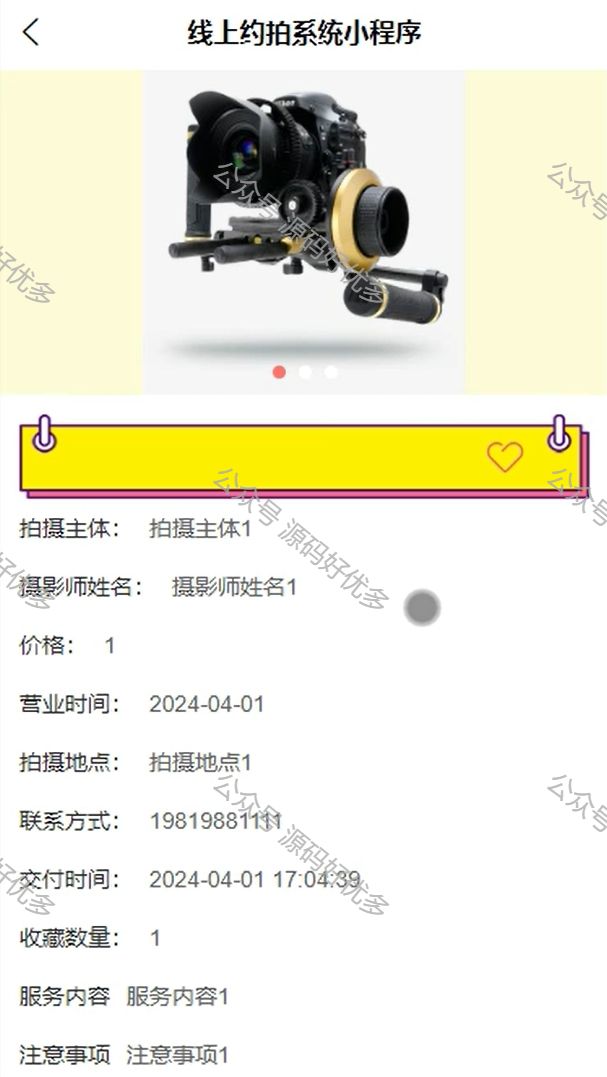 线上约拍系统小程序
拍摄主体： 拍摄主体1
摄影师姓名： 摄影师姓名1
价格： 1
营业时间： 2024-04-01
拍摄地点： 拍摄地点1
联系方式： 19819881111
交付时间： 2024-04-01 17:04:39
收藏数量： 1
服务内容 服务内容1
注意事项 注意事项1
公众号 源码好优多
公众号
好优多
公众号 源码好优多
公众号
好优多
公众号 源码好优多
公众号
好优多